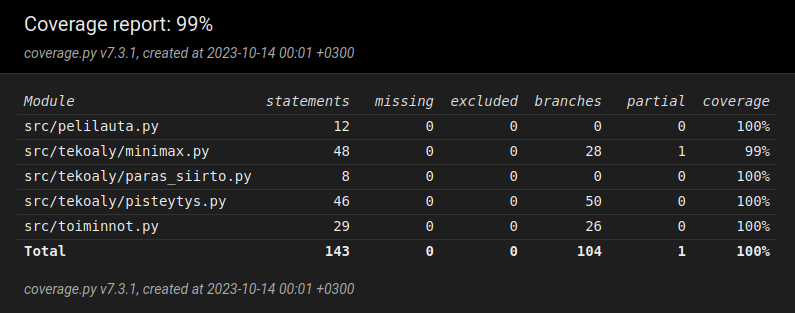 Coverage report: 99%
coverage.py v7.3.1, created at 2023-10-14 00:01 +0300
Module statements missing excluded branches partial coverage
src/pelilauta.py 12 0 0 0 0 100%
src/tekoaly/minimax.py 48 0 0 28 1 99%
src/tekoaly/paras_siirto.py 8 0 0 0 0 100%
src/tekoaly/pisteytys.py 46 0 0 50 0 100%
src/toiminnot.py 29 0 0 26 0 100%
Total 143 0 0 104 1 100%
coverage.py v7.3.1, created at 2023-10-14 00:01 +0300